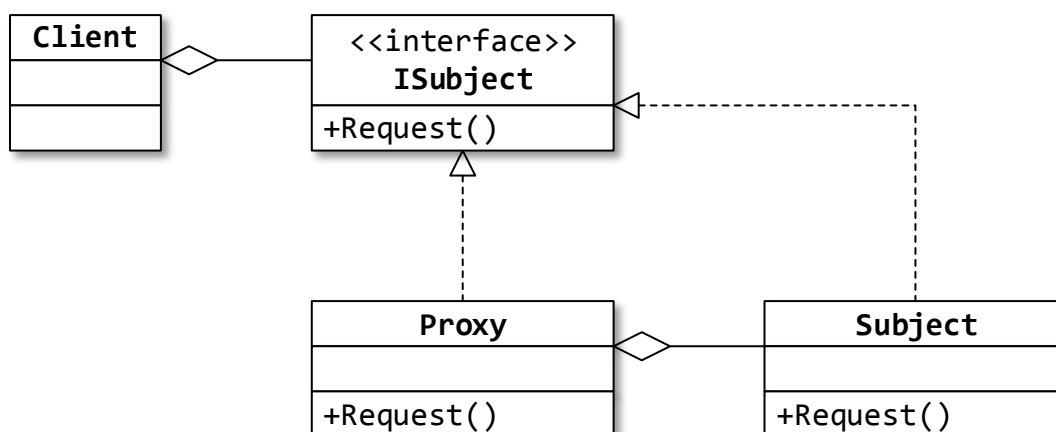 Client
<<interface>>
ISubject
+Request()
Proxy
Subject
+Request()
+Request()